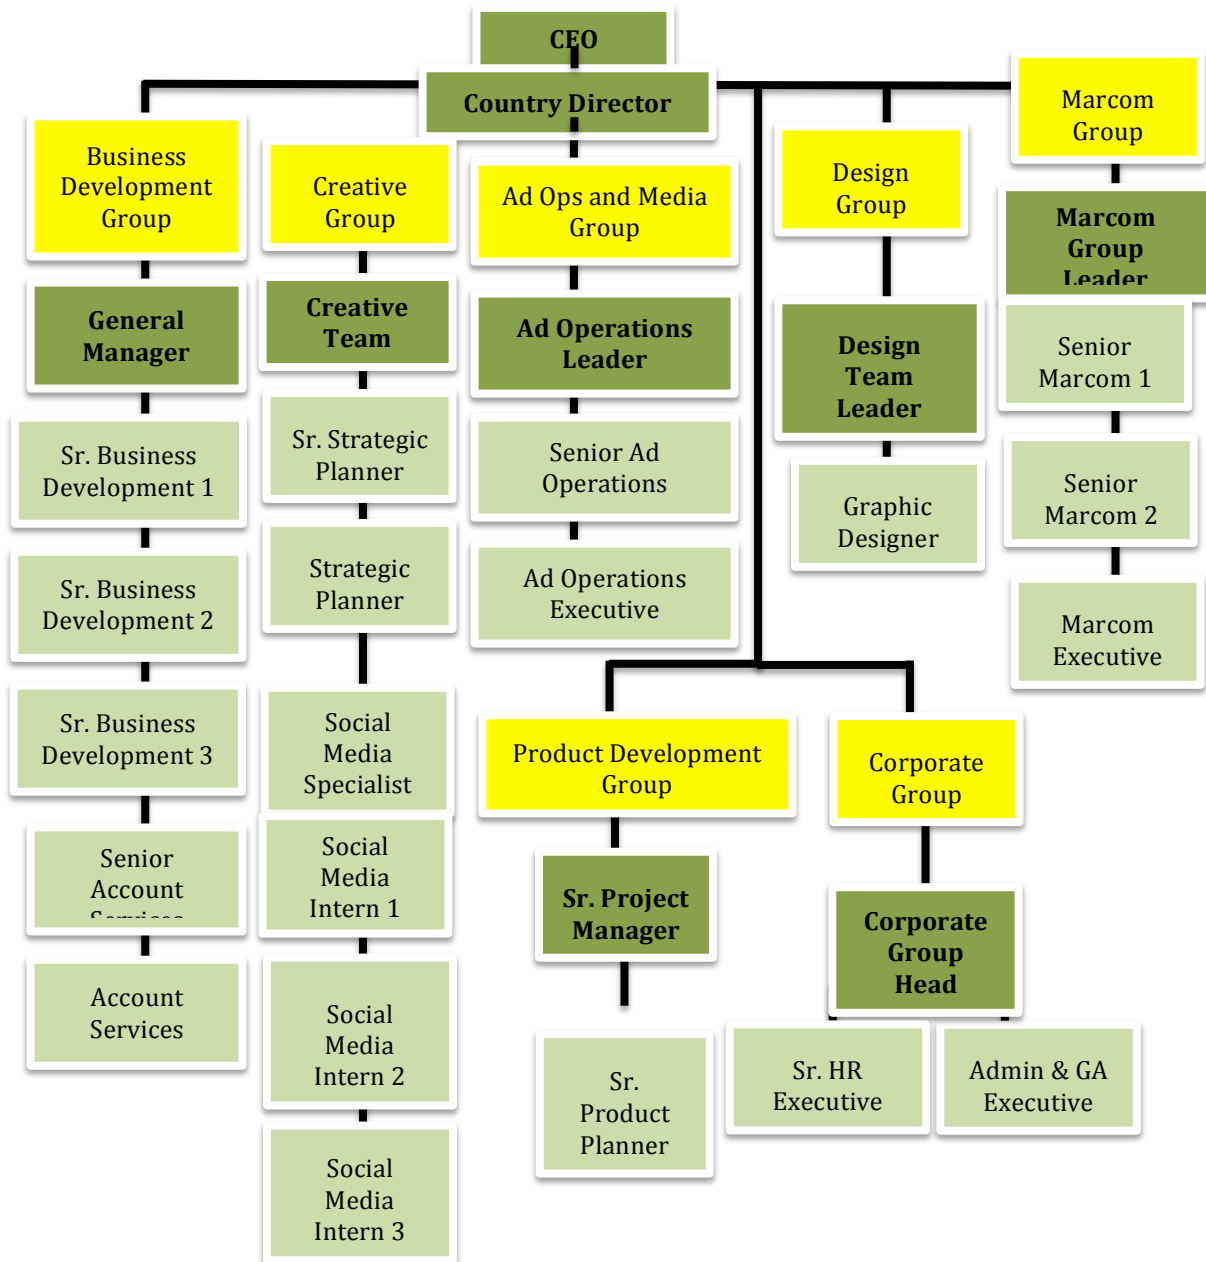 CEO
Country Director
Business
Development
Group
General
Manager
Sr. Business
Development 1
Sr. Business
Development 2
Sr. Business
Development 3
Senior
Account
Services
Account
Services
Creative
Group
Creative
Team
Sr. Strategic
Planner
Strategic
Planner
Social
Media
Specialist
Social
Media
Intern 1
Social
Media
Intern 2
Social
Media
Intern 3
Ad Ops and Media
Group
Ad Operations
Leader
Senior Ad
Operations
Ad Operations
Executive
Design
Group
Design
Team
Leader
Graphic
Designer
Marcom
Group
Marcom
Group
Leader
Senior
Marcom 1
Senior
Marcom 2
Marcom
Executive
Product Development
Group
Sr. Project
Manager
Sr.
Product
Planner
Corporate
Group
Corporate
Group
Head
Sr. HR
Executive
Admin & GA
Executive